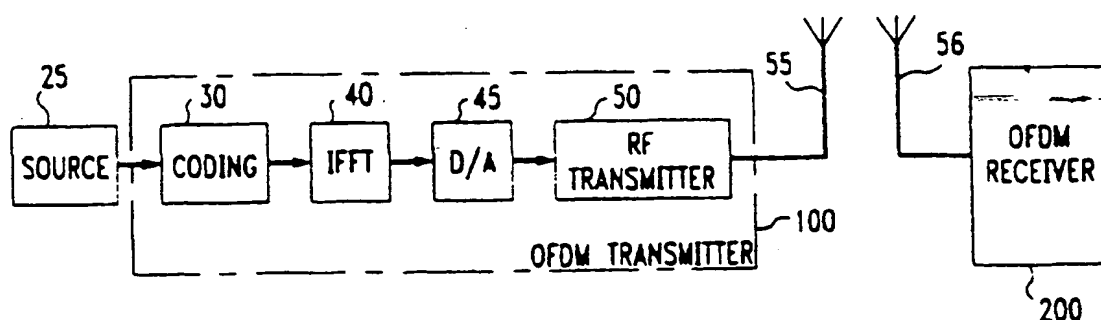 25
30
40
45
50
55
56
SOURCE
CODING
IFFT
D/A
RF
TRANSMITTER
OFDM
RECEIVER
100
OFDM TRANSMITTER
200